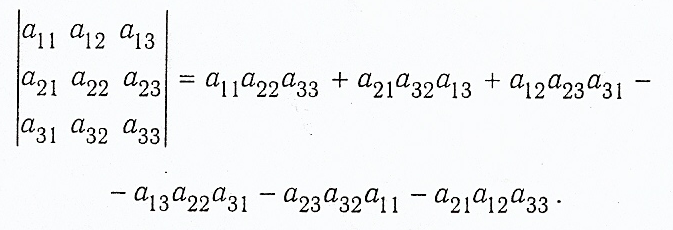 |a₁₁ a₁₂ a₁₃|
|a₂₁ a₂₂ a₂₃| = a₁₁a₂₂a₃₃ + a₂₁a₃₂a₁₃ + a₁₂a₂₃a₃₁ −
|a₃₁ a₃₂ a₃₃|
− a₁₃a₂₂a₃₁ − a₂₃a₃₂a₁₁ − a₂₁a₁₂a₃₃.